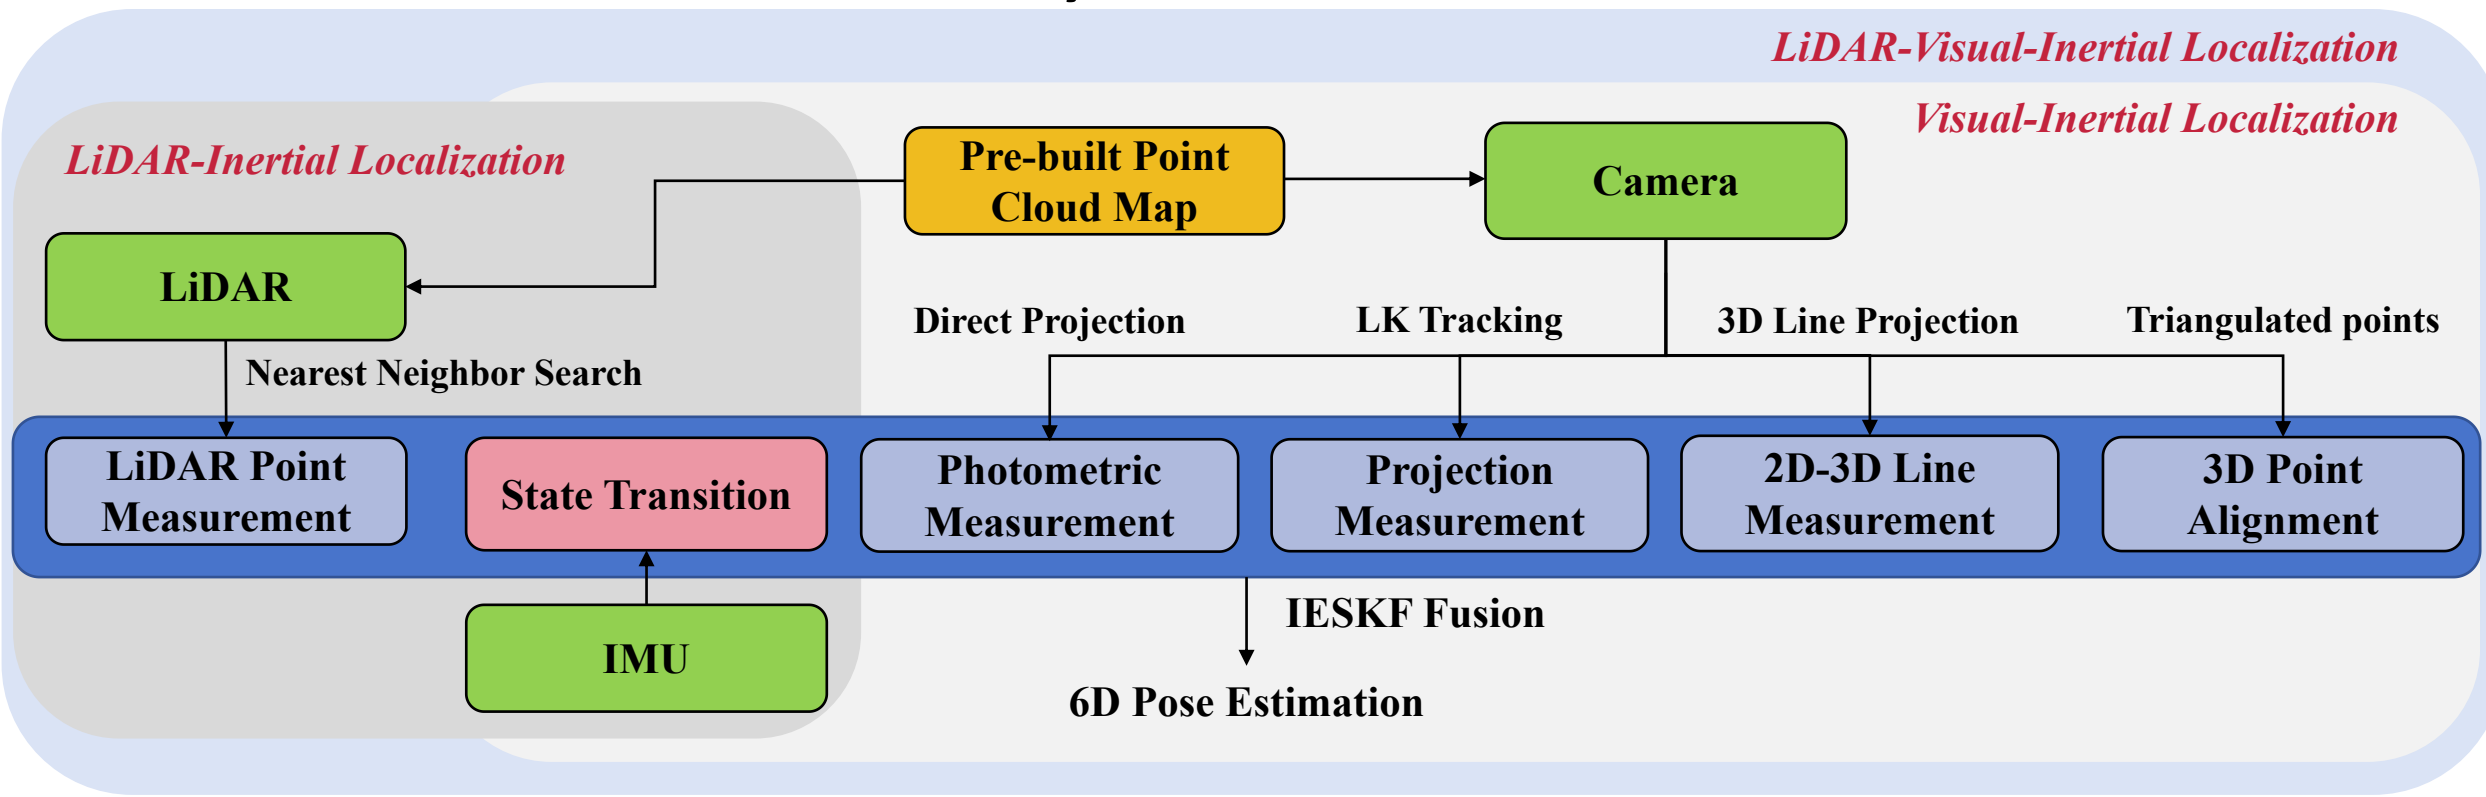 LiDAR-Visual-Inertial Localization
Visual-Inertial Localization
LiDAR-Inertial Localization
Pre-built Point
Cloud Map
Camera
LiDAR
Direct Projection
LK Tracking
3D Line Projection
Triangulated points
Nearest Neighbor Search
LiDAR Point
Measurement
State Transition
Photometric
Measurement
Projection
Measurement
2D-3D Line
Measurement
3D Point
Alignment
IESKF Fusion
IMU
6D Pose Estimation